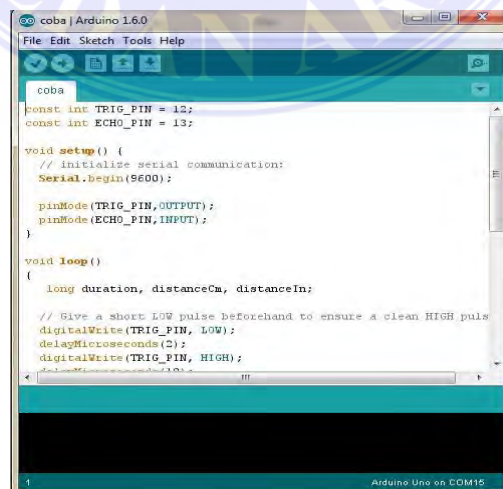 coba | Arduino 1.6.0
File Edit Sketch Tools Help
coba
const int TRIG_PIN = 12;
const int ECHO_PIN = 13;
void setup() {
// initialize serial communication:
Serial.begin(9600);
pinMode(TRIG_PIN,OUTPUT);
pinMode(ECHO_PIN,INPUT);
}
void loop()
{
long duration, distanceCm, distanceIn;
// Give a short LOW pulse beforehand to ensure a clean HIGH puls
digitalWrite(TRIG_PIN, LOW);
delayMicroseconds(2);
digitalWrite(TRIG_PIN, HIGH);
1
Arduino Uno on COM15